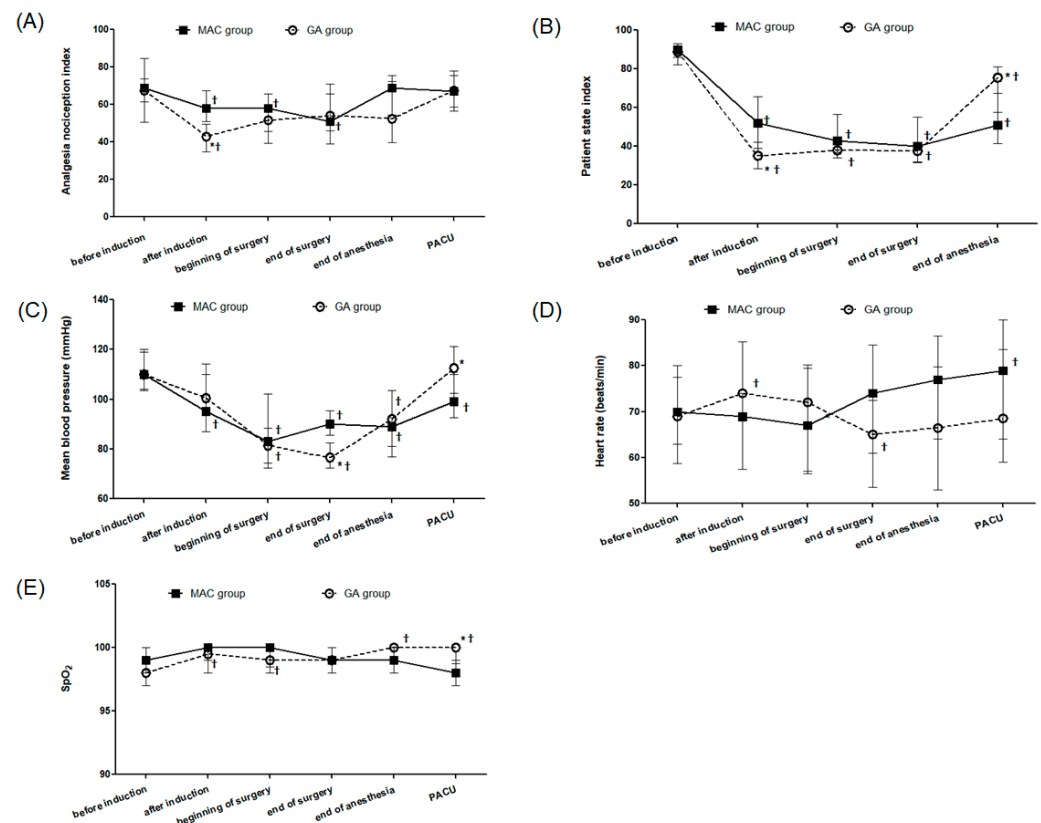 (A)
MAC group
GA group
Analgesia nociception index
100
80
60
40
20
0
†
†
*†
†
before induction
after induction
beginning of surgery
end of surgery
end of anesthesia
PACU
(B)
MAC group
GA group
Patient state index
100
80
60
40
20
0
†
* †
†
†
†
†
* †
†
before induction
after induction
beginning of surgery
end of surgery
end of anesthesia
(C)
MAC group
GA group
Mean blood pressure (mmHg)
140
120
100
80
60
†
†
†
†
* †
†
†
*
†
before induction
after induction
beginning of surgery
end of surgery
end of anesthesia
PACU
(D)
MAC group
GA group
Heart rate (beats/min)
90
80
70
60
50
†
†
†
before induction
after induction
beginning of surgery
end of surgery
end of anesthesia
PACU
(E)
MAC group
GA group
SpO2
105
100
95
90
†
†
†
* †
before induction
after induction
beginning of surgery
end of surgery
end of anesthesia
PACU